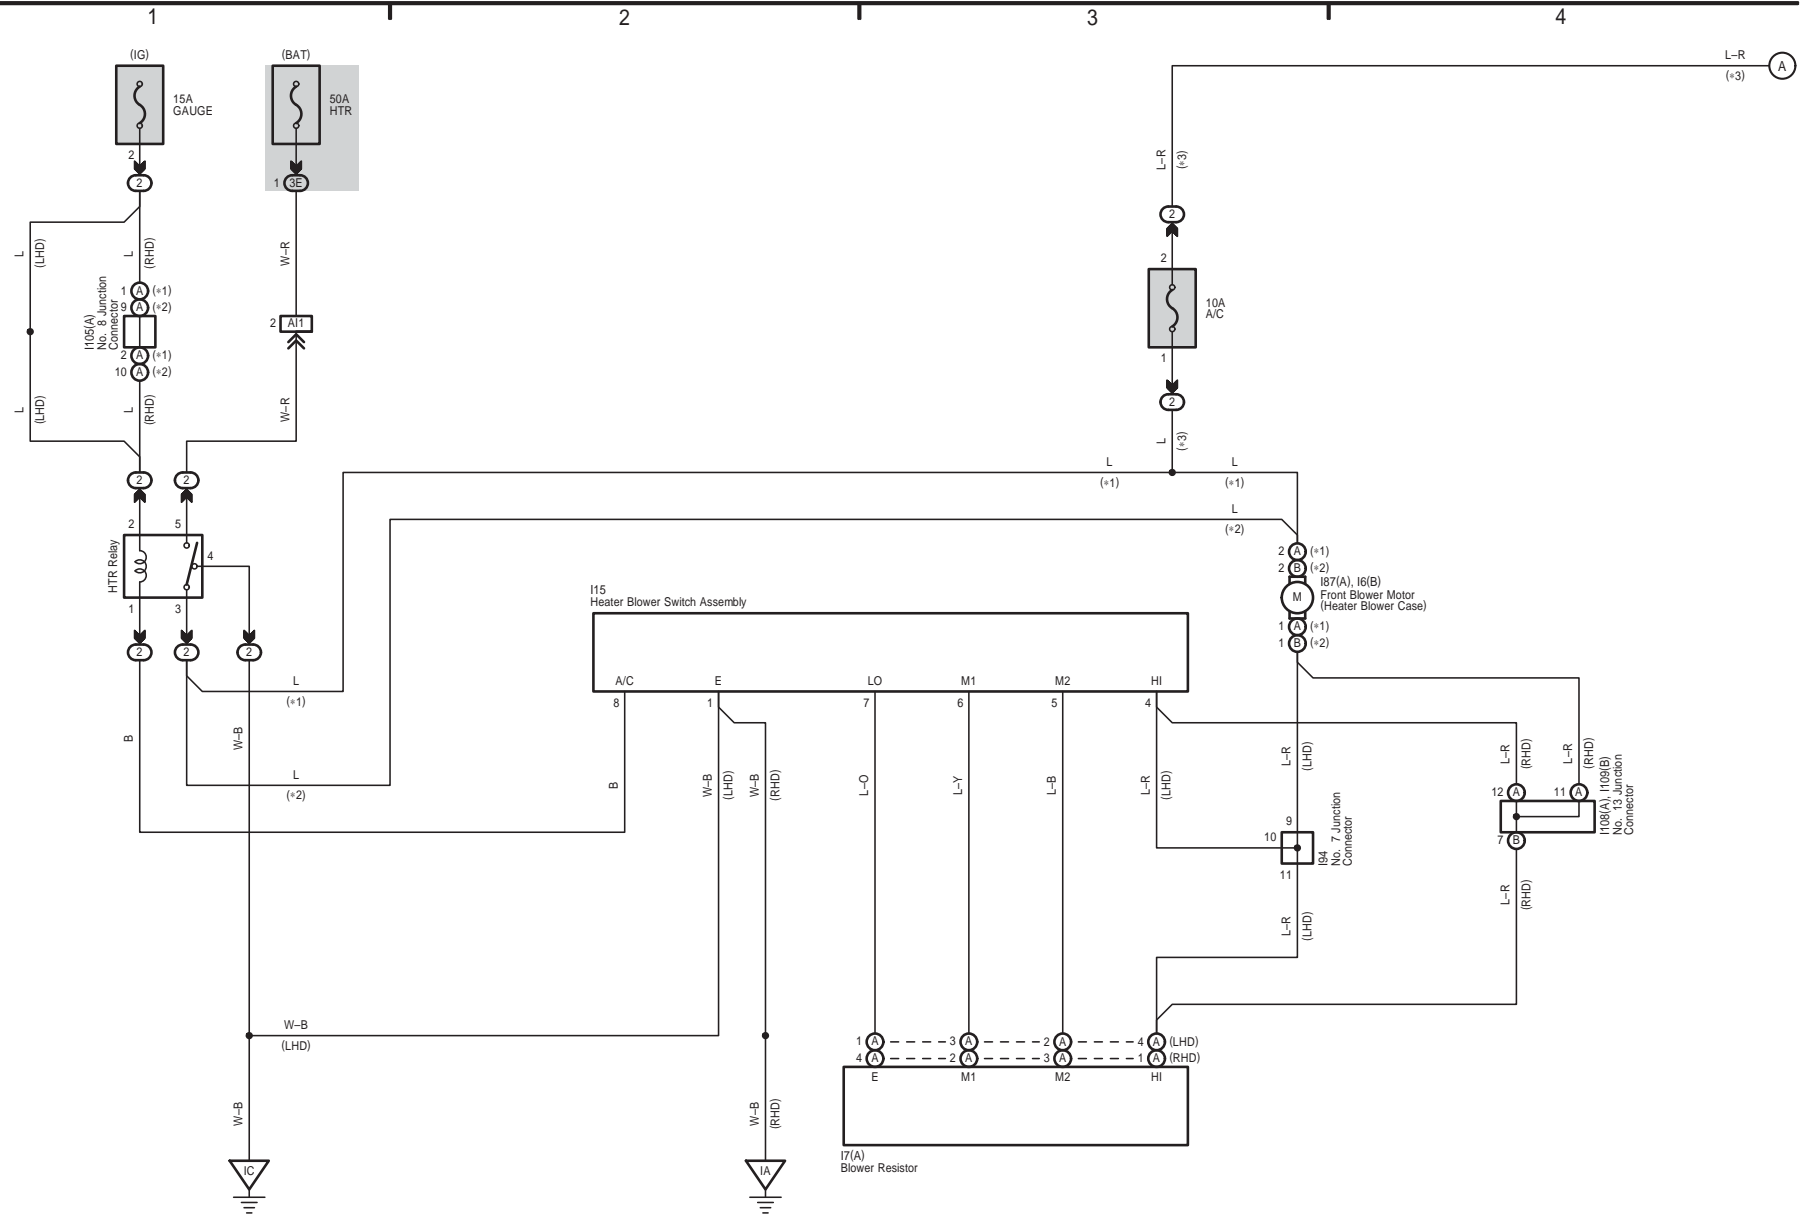 1
2
3
4
(IG)
(BAT)
15A
GAUGE
50A
HTR
2
2
1
3E
L
(LHD)
L
(RHD)
W–R
1 A (*1)
9 A (*2)
I105(A)
No. 8 Junction
Connector
2 A (*1)
10 A (*2)
2 AI1
L
(LHD)
L
(RHD)
W–R
2
2
2
5
4
HTR Relay
1
3
2
2
2
L
(*1)
B
W–B
L
(*2)
L–R
(*3)
A
L–R
(*3)
2
2
10A
A/C
1
2
L
(*3)
L
(*1)
L
(*1)
L
(*2)
2 A (*1)
2 B (*2)
M
I87(A), I6(B)
Front Blower Motor
(Heater Blower Case)
1 A (*1)
1 B (*2)
I15
Heater Blower Switch Assembly
A/C
E
LO
M1
M2
HI
8
1
7
6
5
4
B
W–B
(LHD)
W–B
(RHD)
L–O
L–Y
L–B
L–R
(LHD)
L–R
(LHD)
L–R
(RHD)
L–R
(RHD)
12 A
11 A
7 B
I108(A), I109(B)
No. 13 Junction
Connector
9
10
11
I94
No. 7 Junction
Connector
L–R
(LHD)
L–R
(RHD)
W–B
(LHD)
W–B
W–B
(RHD)
IC
IA
1 A 3 A 2 A 4 A (LHD)
4 A 2 A 3 A 1 A (RHD)
E
M1
M2
HI
I7(A)
Blower Resistor